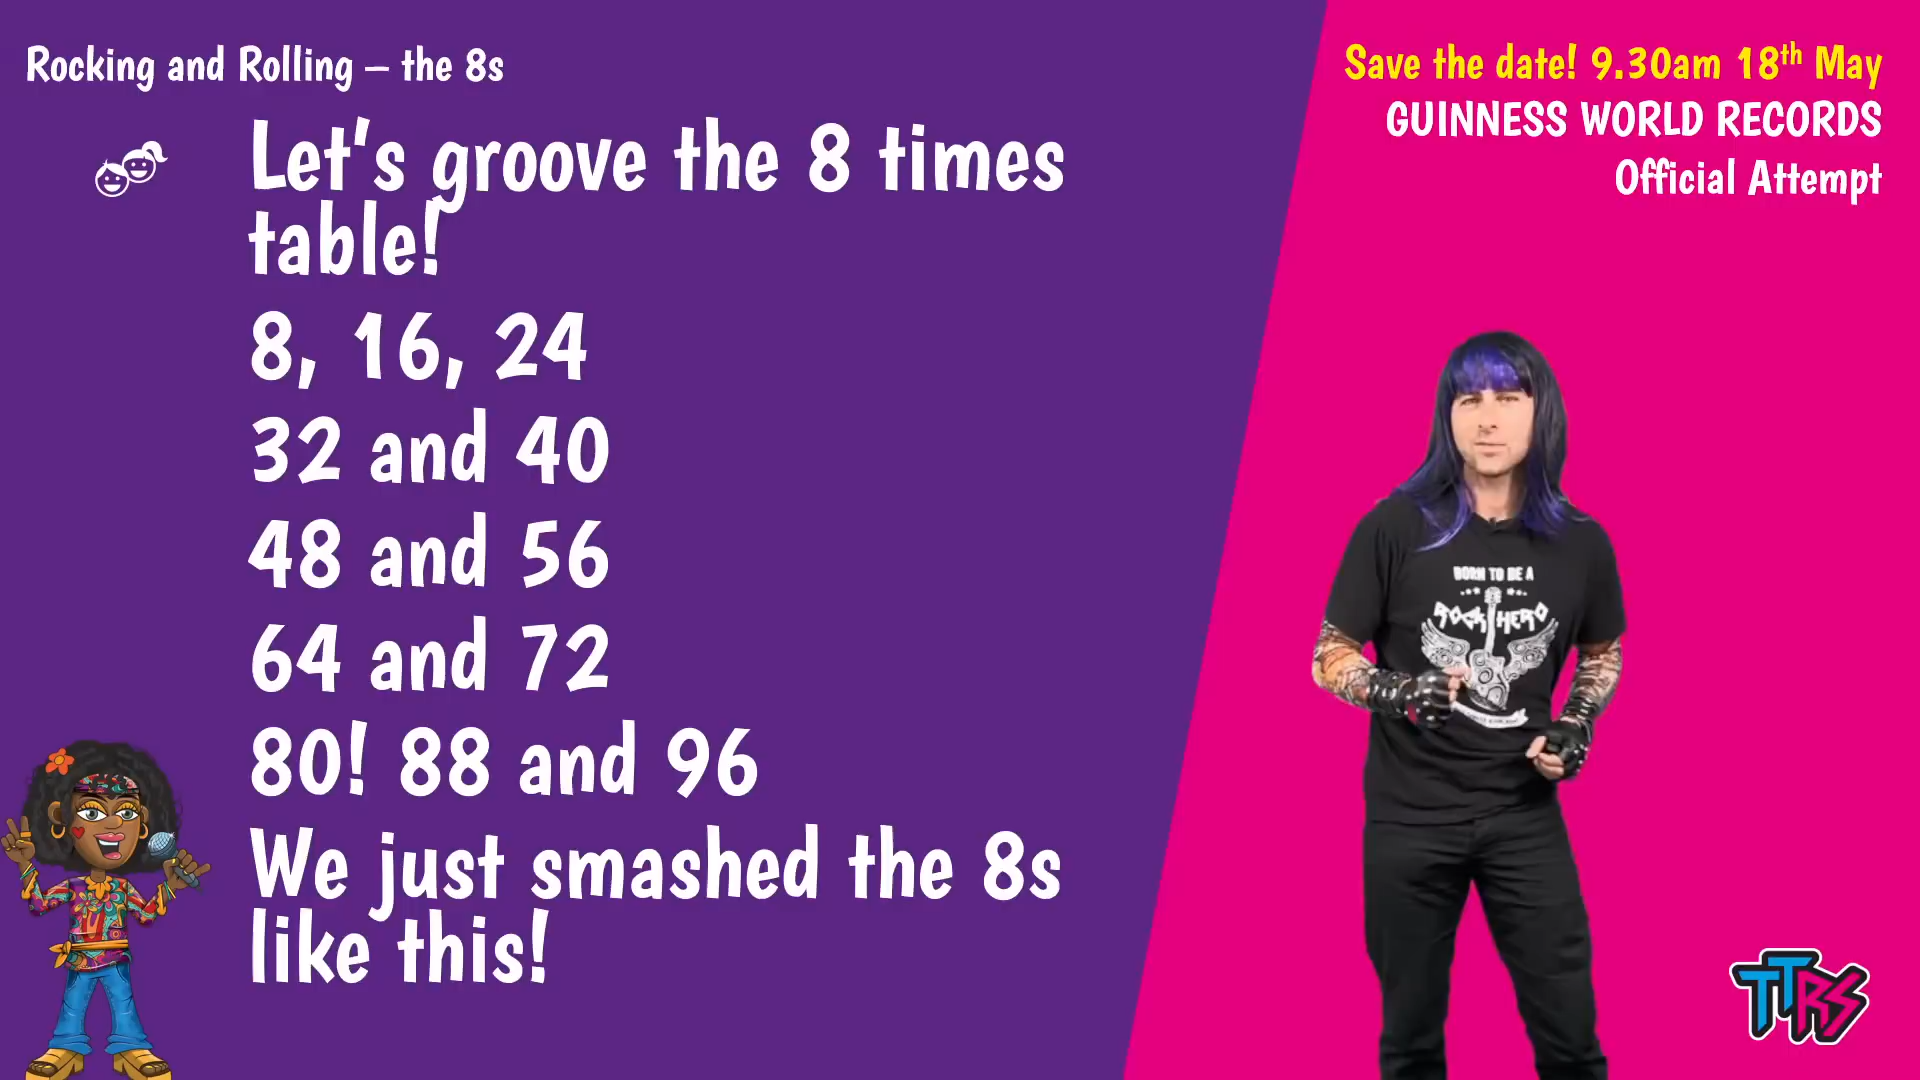 Rocking and Rolling – the 8s
Let's groove the 8 times
table!
8, 16, 24
32 and 40
48 and 56
64 and 72
80! 88 and 96
We just smashed the 8s
like this!
Save the date! 9.30am 18th May
GUINNESS WORLD RECORDS
Official Attempt
BORN TO BE A
ROCK HERO
TTRS